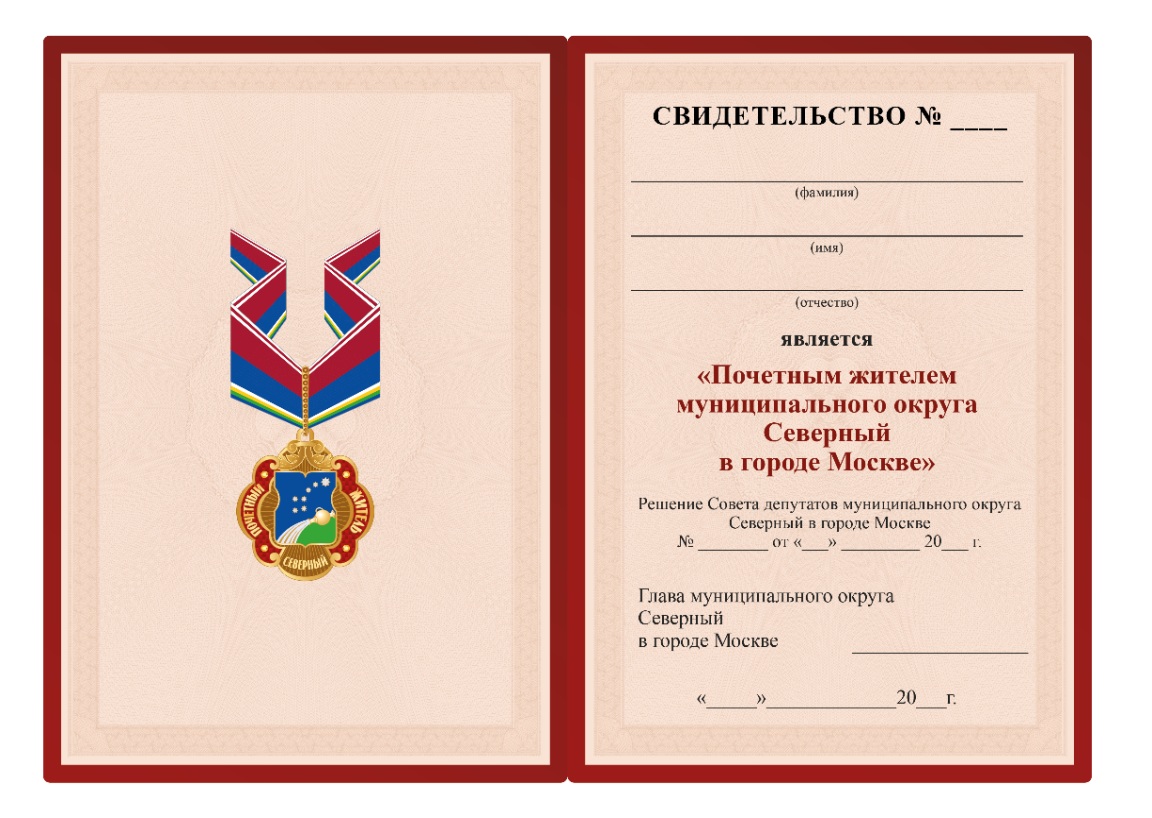 ПОЧЕТНЫЙ
ЖИТЕЛЬ
СЕВЕРНЫЙ
СВИДЕТЕЛЬСТВО № ____
(фамилия)
(имя)
(отчество)
является
«Почетным жителем
муниципального округа
Северный
в городе Москве»
Решение Совета депутатов муниципального округа
Северный в городе Москве
№ ________ от «___» _________ 20___ г.
Глава муниципального округа
Северный
в городе Москве __________________
«_____»_____________20___г.